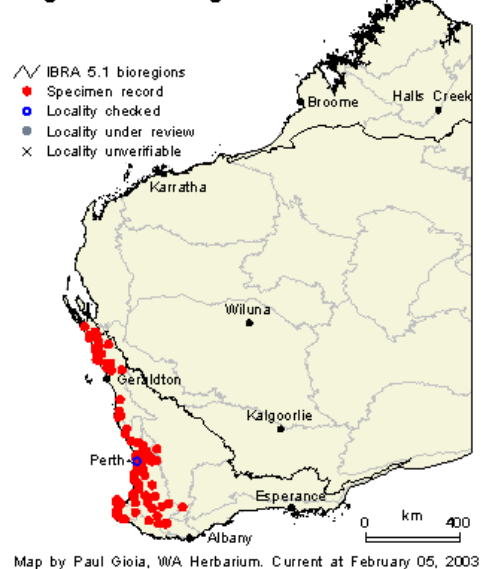 IBRA 5.1 bioregions
Specimen record
Locality checked
Locality under review
Locality unverifiable
Broome
Halls Creek
Karratha
Wiluna
Geraldton
Kalgoorlie
Perth
Esperance
Albany
0 km 400
Map by Paul Gioia, WA Herbarium. Current at February 05, 2003